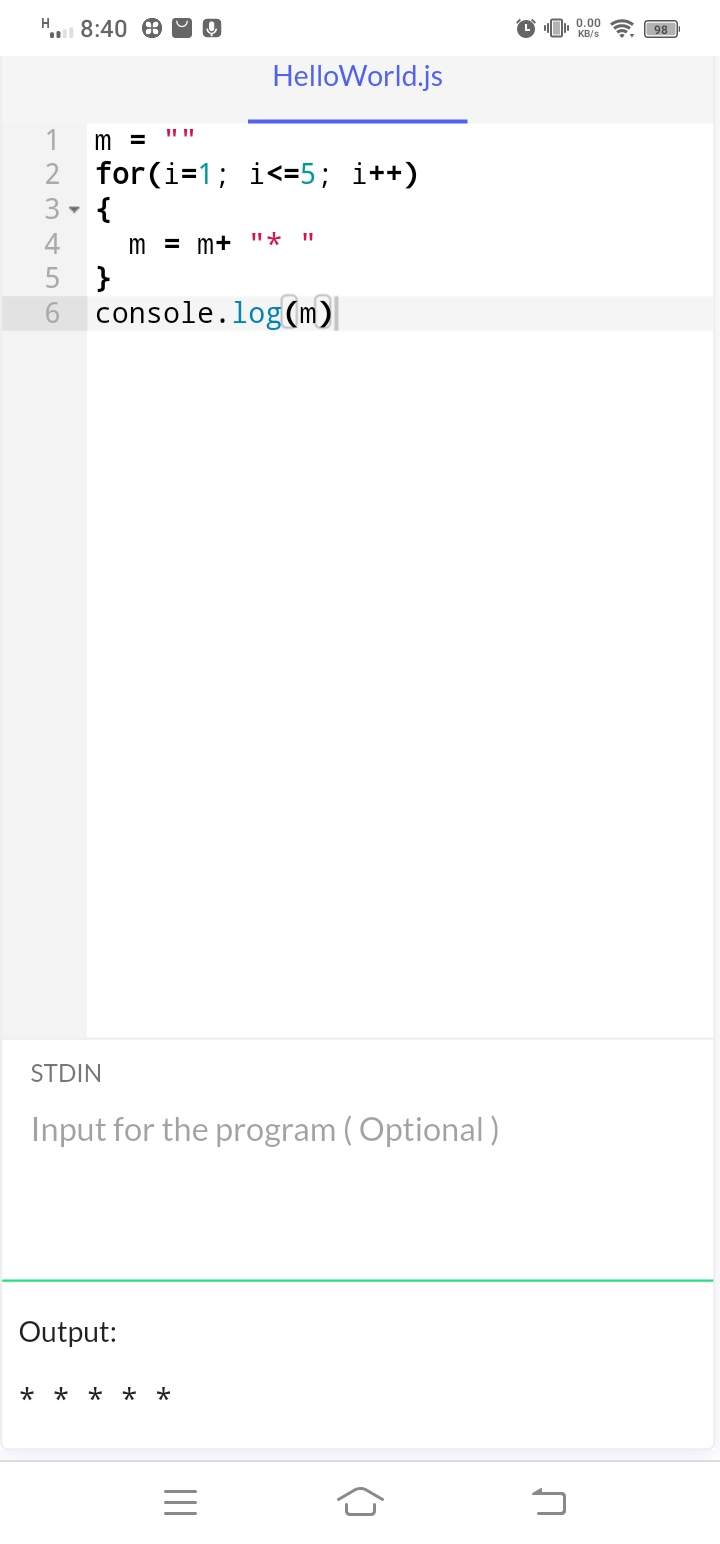 H 8:40 0.00 KB/s 98
HelloWorld.js
1 m = ""
2 for(i=1; i<=5; i++)
3 {
4   m = m+ "* "
5 }
6 console.log(m)
STDIN
Input for the program ( Optional )
Output:
* * * * *